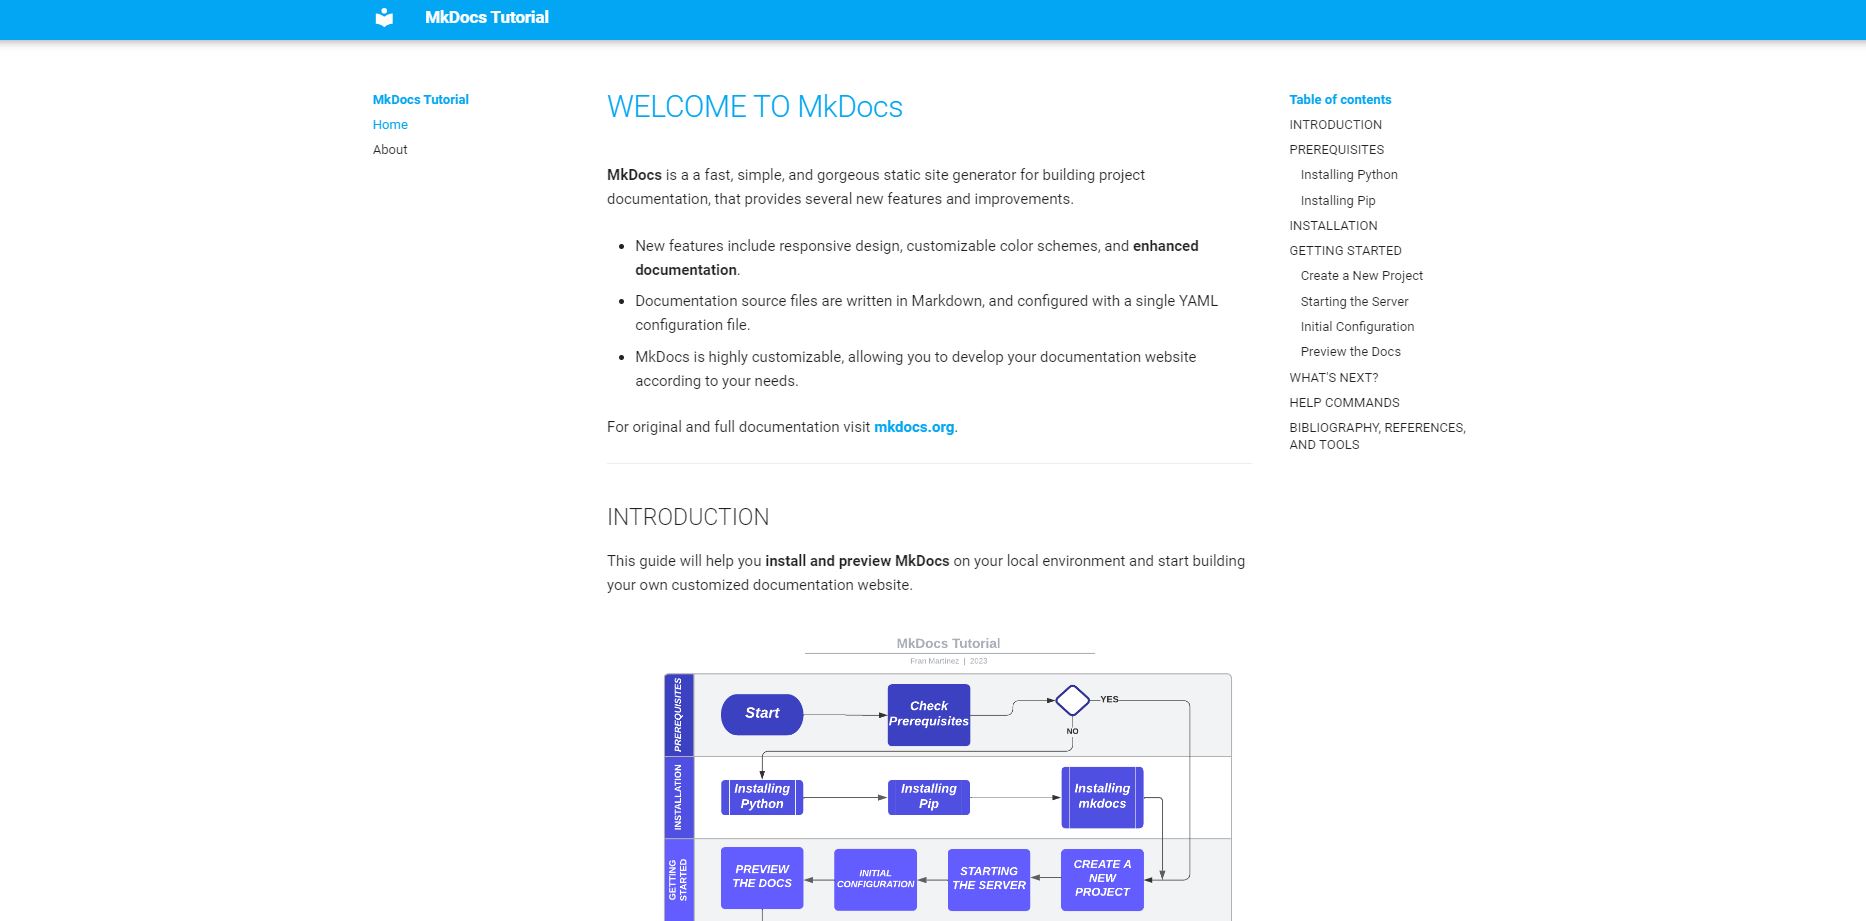 MkDocs Tutorial
MkDocs Tutorial
Home
About
WELCOME TO MkDocs
MkDocs is a a fast, simple, and gorgeous static site generator for building project
documentation, that provides several new features and improvements.
New features include responsive design, customizable color schemes, and enhanced
documentation.
Documentation source files are written in Markdown, and configured with a single YAML
configuration file.
MkDocs is highly customizable, allowing you to develop your documentation website
according to your needs.
For original and full documentation visit mkdocs.org.
INTRODUCTION
This guide will help you install and preview MkDocs on your local environment and start building
your own customized documentation website.
MkDocs Tutorial
Fran Martinez | 2023
PREREQUISITES
Start
Check
Prerequisites
YES
NO
INSTALLATION
Installing
Python
Installing
Pip
Installing
mkdocs
GETTING
STARTED
PREVIEW
THE DOCS
INITIAL
CONFIGURATION
STARTING
THE SERVER
CREATE A
NEW
PROJECT
Table of contents
INTRODUCTION
PREREQUISITES
Installing Python
Installing Pip
INSTALLATION
GETTING STARTED
Create a New Project
Starting the Server
Initial Configuration
Preview the Docs
WHAT'S NEXT?
HELP COMMANDS
BIBLIOGRAPHY, REFERENCES,
AND TOOLS